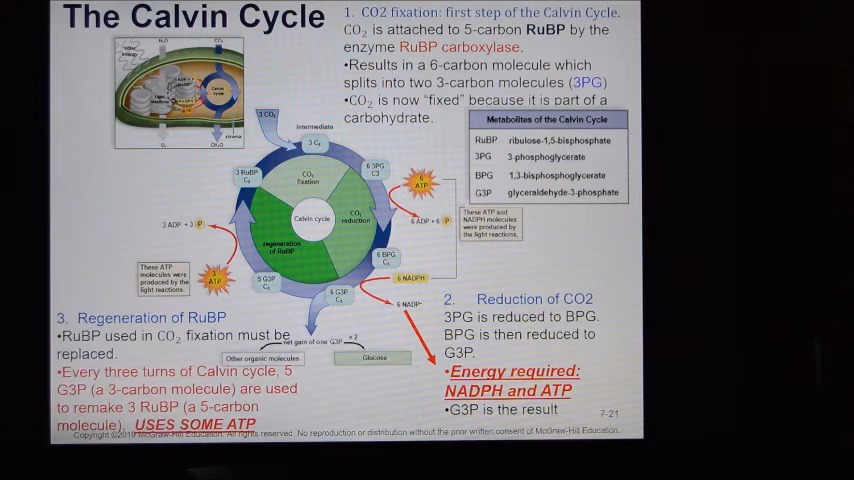 The Calvin Cycle
1. CO2 fixation: first step of the Calvin Cycle.
CO₂ is attached to 5-carbon RuBP by the
enzyme RuBP carboxylase.
•Results in a 6-carbon molecule which
splits into two 3-carbon molecules (3PG)
•CO₂ is now “fixed” because it is part of a
carbohydrate.
solar
energy
H₂O
CO₂
Calvin
cycle
stroma
O₂
CH₂O
Metabolites of the Calvin Cycle
RuBP ribulose-1,5-bisphosphate
3PG 3-phosphoglycerate
BPG 1,3-bisphosphoglycerate
G3P glyceraldehyde-3-phosphate
3 CO₂
intermediate
3 C₆
3 RuBP
C₅
6 3PG
C3
CO₂
fixation
6
ATP
CO₂
reduction
Calvin cycle
6 ADP + 6 P
These ATP and
NADPH molecules
were produced by
the light reactions.
3 ADP + 3 P
regeneration
of RuBP
6 BPG
C₃
These ATP
molecules were
produced by the
light reactions.
3
ATP
5 G3P
C₃
6 NADPH
6 G3P
C₃
6 NADP⁺
net gain of one G3P
x 2
Other organic molecules
Glucose
3. Regeneration of RuBP
•RuBP used in CO₂ fixation must be
replaced.
•Every three turns of Calvin cycle, 5
G3P (a 3-carbon molecule) are used
to remake 3 RuBP (a 5-carbon
molecule). USES SOME ATP
2. Reduction of CO2
3PG is reduced to BPG.
BPG is then reduced to
G3P.
•Energy required:
NADPH and ATP
•G3P is the result
7-21
Copyright ©2019 McGraw-Hill Education. All rights reserved. No reproduction or distribution without the prior written consent of McGraw-Hill Education.